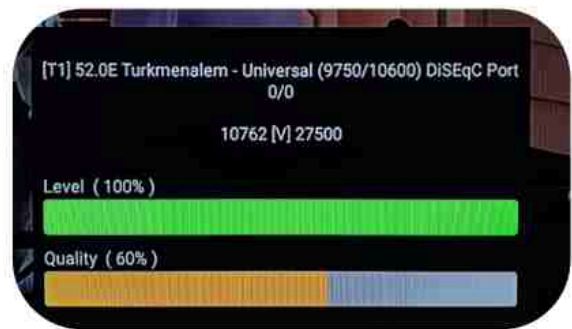 [T1] 52.0E Turkmenalem - Universal (9750/10600) DiSEqC Port
0/0
10762 [V] 27500
Level ( 100% )
Quality ( 60% )